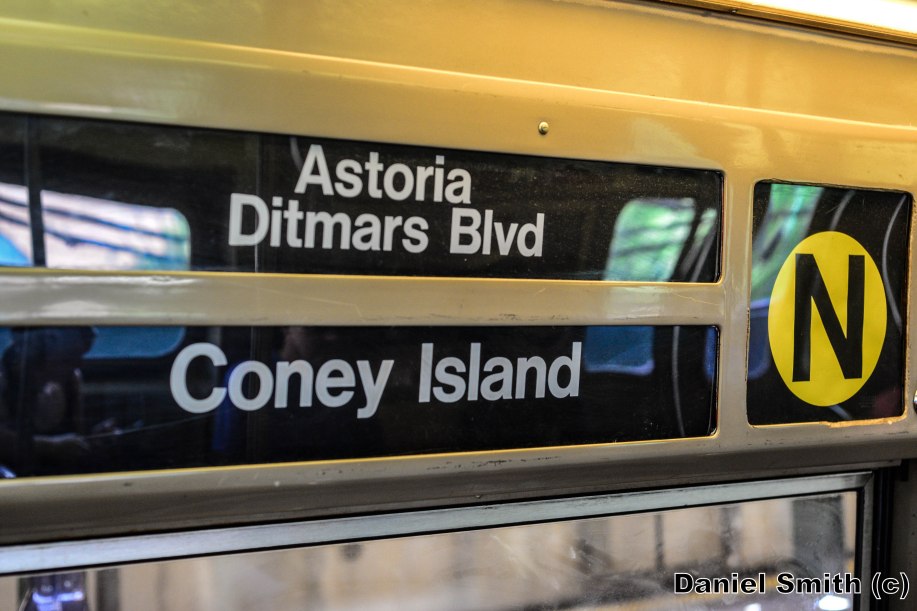 Astoria
Ditmars Blvd
Coney Island
N
Daniel Smith (c)